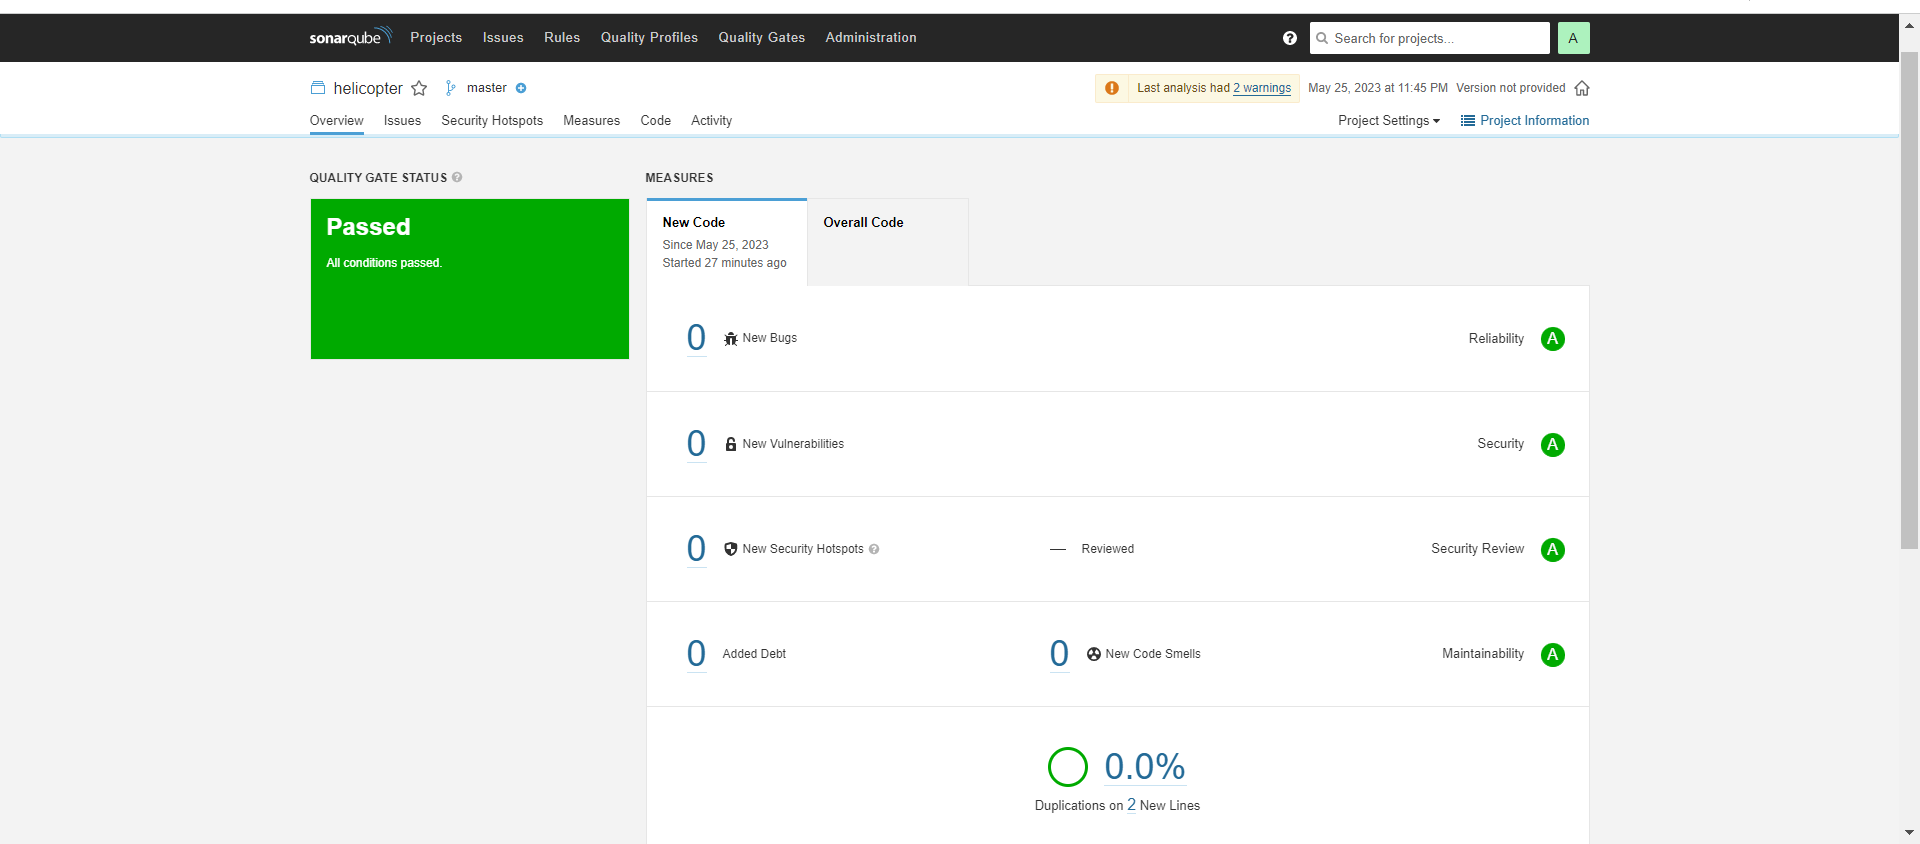 sonarqube Projects Issues Rules Quality Profiles Quality Gates Administration ? Search for projects... A
helicopter master Last analysis had 2 warnings May 25, 2023 at 11:45 PM Version not provided
Overview Issues Security Hotspots Measures Code Activity Project Settings Project Information
QUALITY GATE STATUS ?
Passed
All conditions passed.
MEASURES
New Code
Since May 25, 2023
Started 27 minutes ago
Overall Code
0 New Bugs Reliability A
0 New Vulnerabilities Security A
0 New Security Hotspots ? — Reviewed Security Review A
0 Added Debt 0 New Code Smells Maintainability A
0.0%
Duplications on 2 New Lines